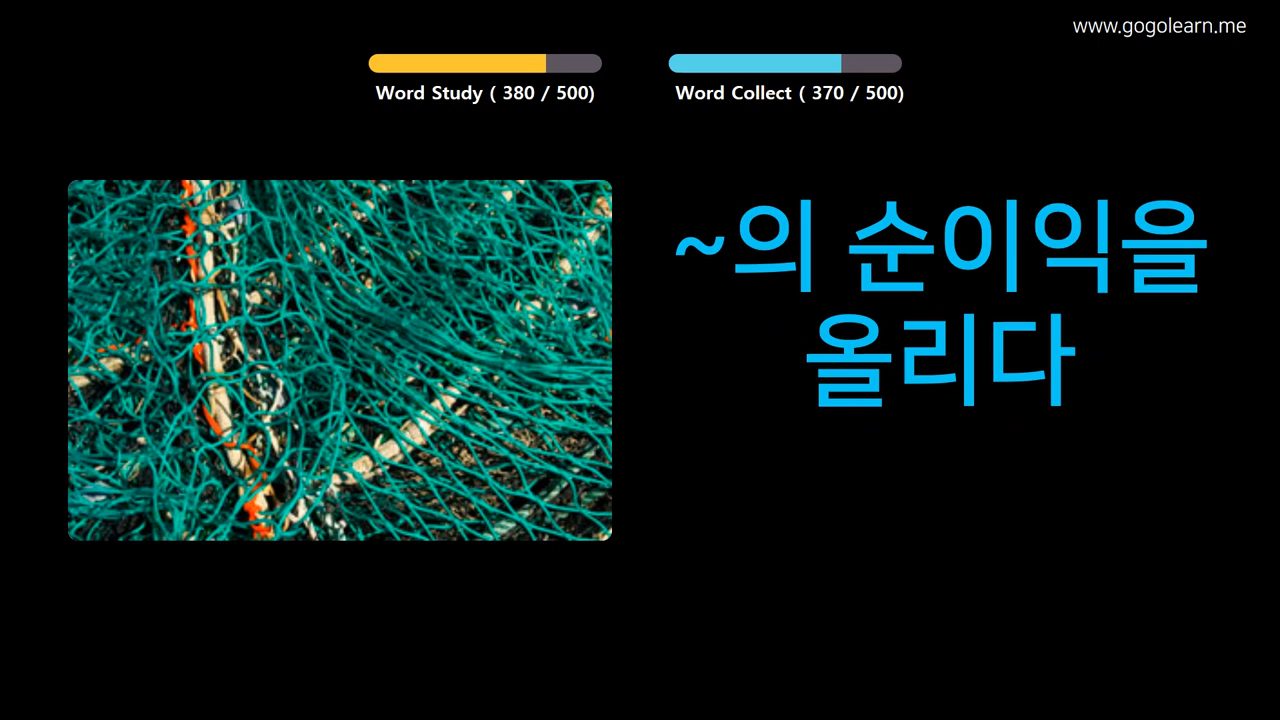 www.gogolearn.me
Word Study ( 380 / 500)
Word Collect ( 370 / 500)
~의 순이익을
올리다